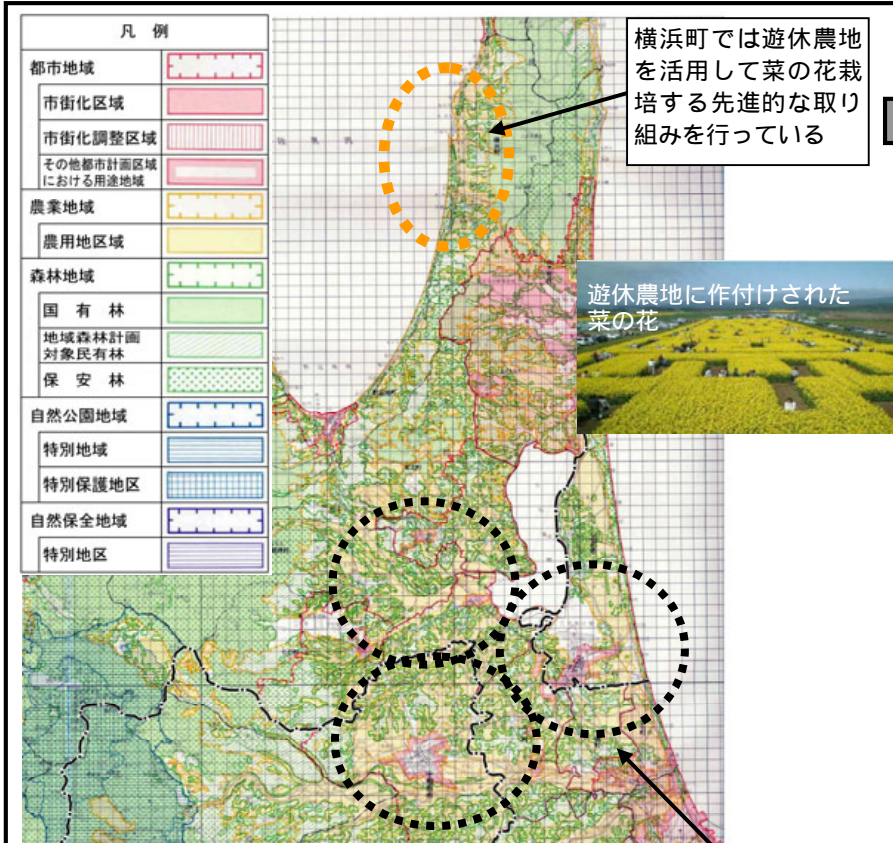 凡 例
都市地域
市街化区域
市街化調整区域
その他都市計画区域
における用途地域
農業地域
農用地区域
森林地域
国 有 林
地域森林計画
対象民有林
保 安 林
自然公園地域
特別地域
特別保護地区
自然保全地域
特別地区
横浜町では遊休農地
を活用して菜の花栽
培する先進的な取り
組みを行っている
遊休農地に作付けされた
菜の花